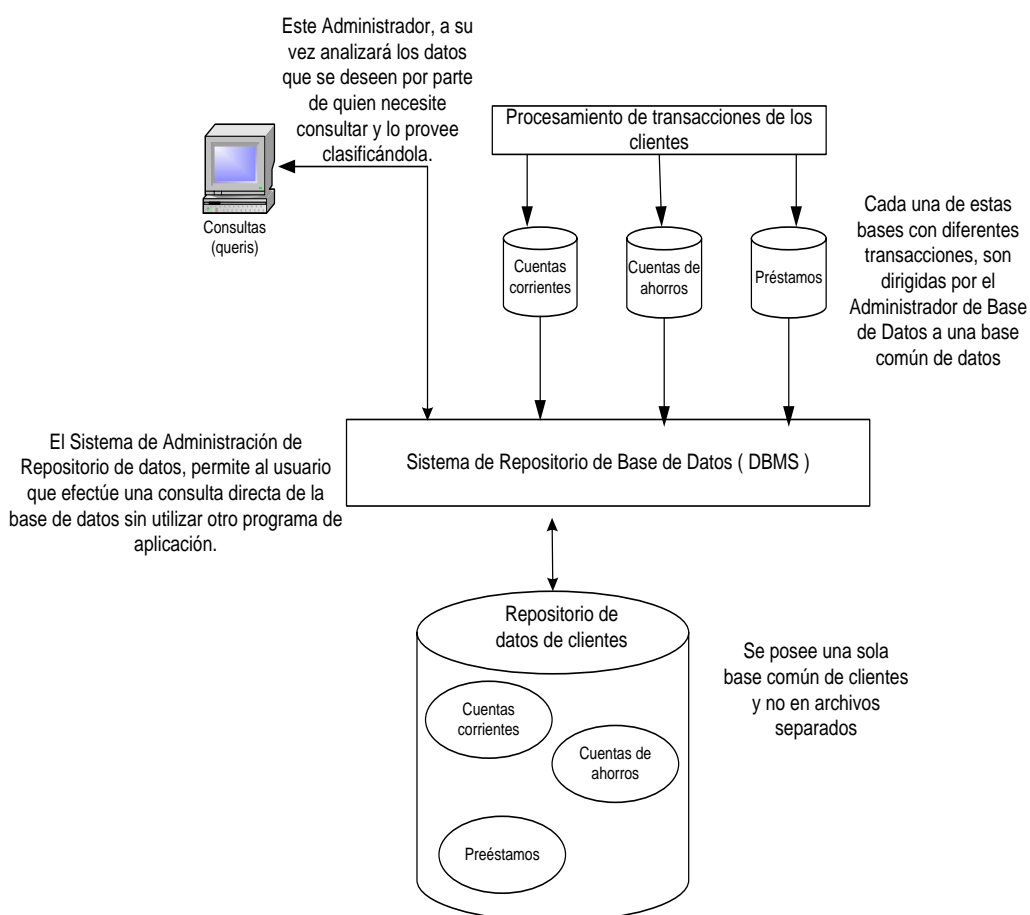 Este Administrador, a su
vez analizará los datos
que se deseen por parte
de quien necesite
consultar y lo provee
clasificándola.
Procesamiento de transacciones de los
clientes
Consultas
(queris)
Cuentas
corrientes
Cuentas de
ahorros
Préstamos
Cada una de estas
bases con diferentes
transacciones, son
dirigidas por el
Administrador de Base
de Datos a una base
común de datos
El Sistema de Administración de
Repositorio de datos, permite al usuario
que efectúe una consulta directa de la
base de datos sin utilizar otro programa de
aplicación.
Sistema de Repositorio de Base de Datos ( DBMS )
Repositorio de
datos de clientes
Cuentas
corrientes
Cuentas de
ahorros
Preéstamos
Se posee una sola
base común de clientes
y no en archivos
separados